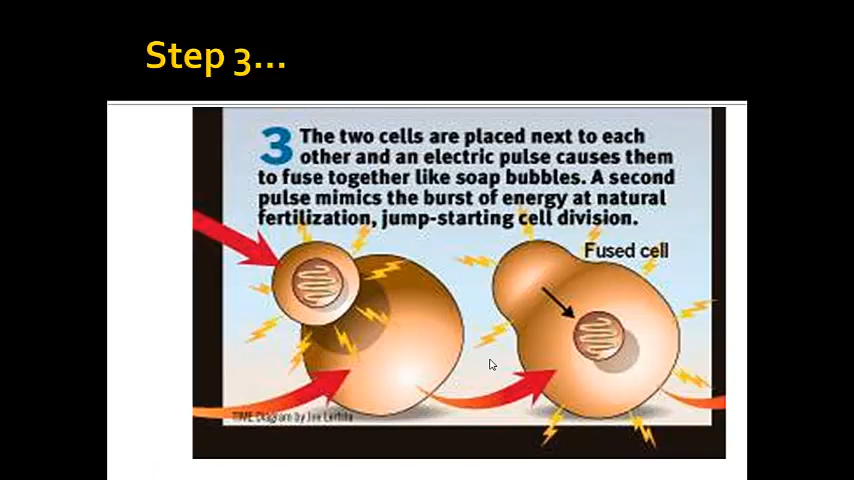 Step 3...
3 The two cells are placed next to each
other and an electric pulse causes them
to fuse together like soap bubbles. A second
pulse mimics the burst of energy at natural
fertilization, jump-starting cell division.
Fused cell
TIME Diagram by Joe Lertola